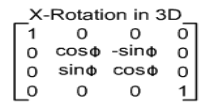 X-Rotation in 3D
1 0 0 0
0 cosΦ -sinΦ 0
0 sinΦ cosΦ 0
0 0 0 1